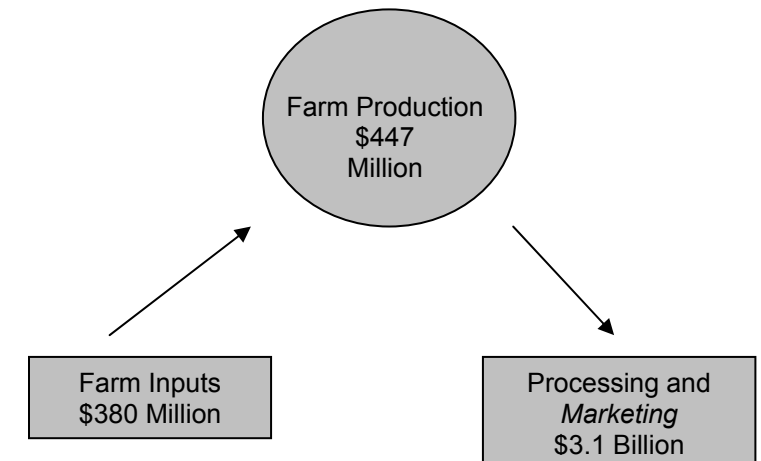 Farm Production
$447
Million
Farm Inputs
$380 Million
Processing and
Marketing
$3.1 Billion